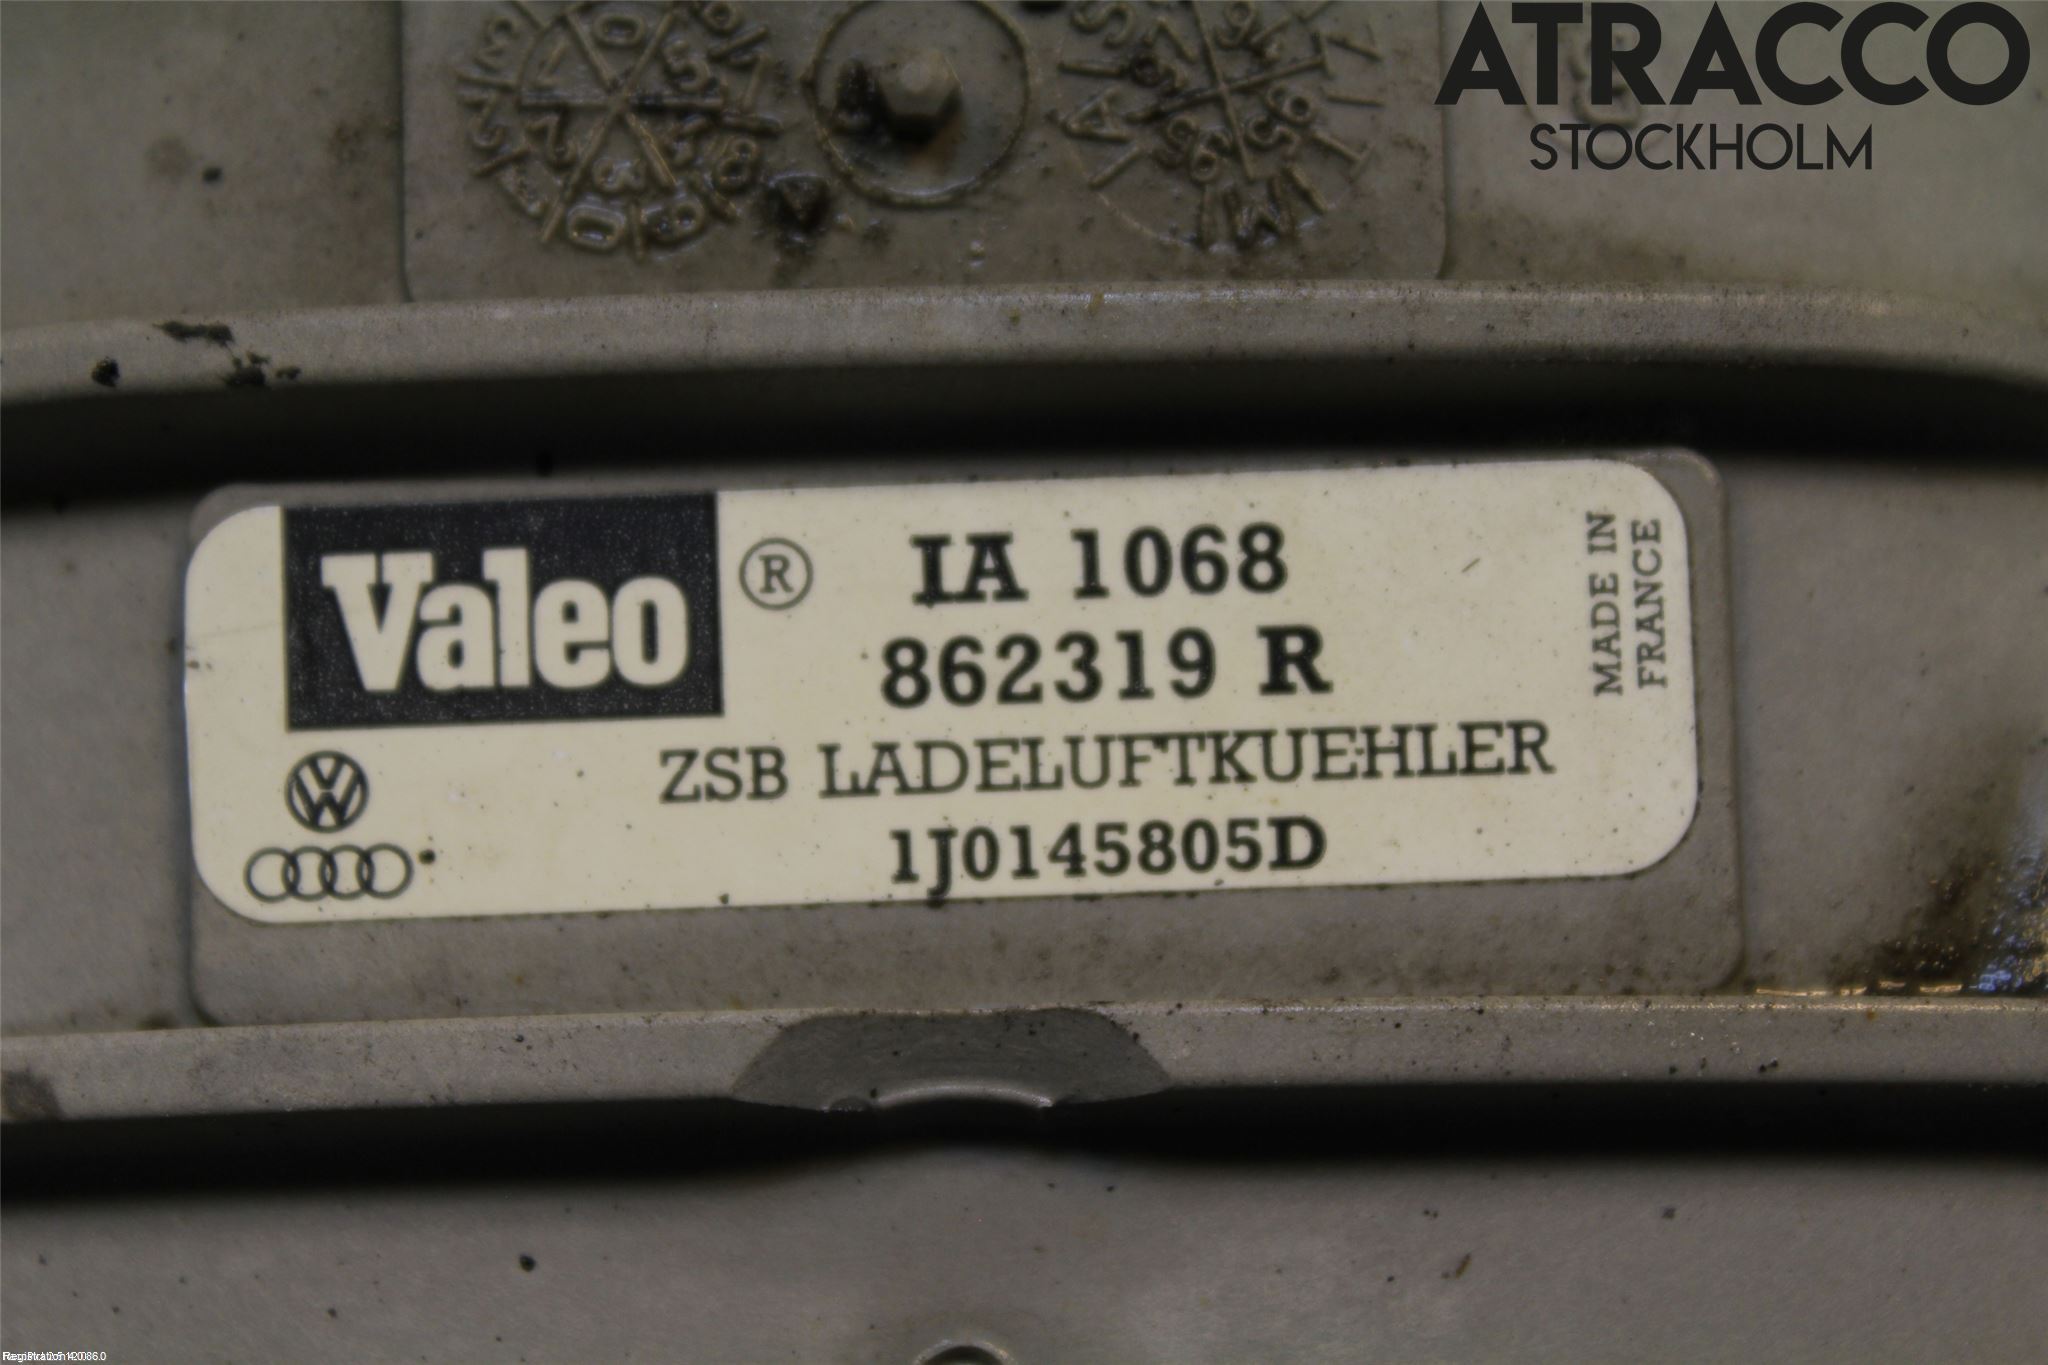 ATRACCO
STOCKHOLM
Valeo ® IA 1068
862319 R
ZSB LADELUFTKUEHLER
1J0145805D
MADE IN
FRANCE